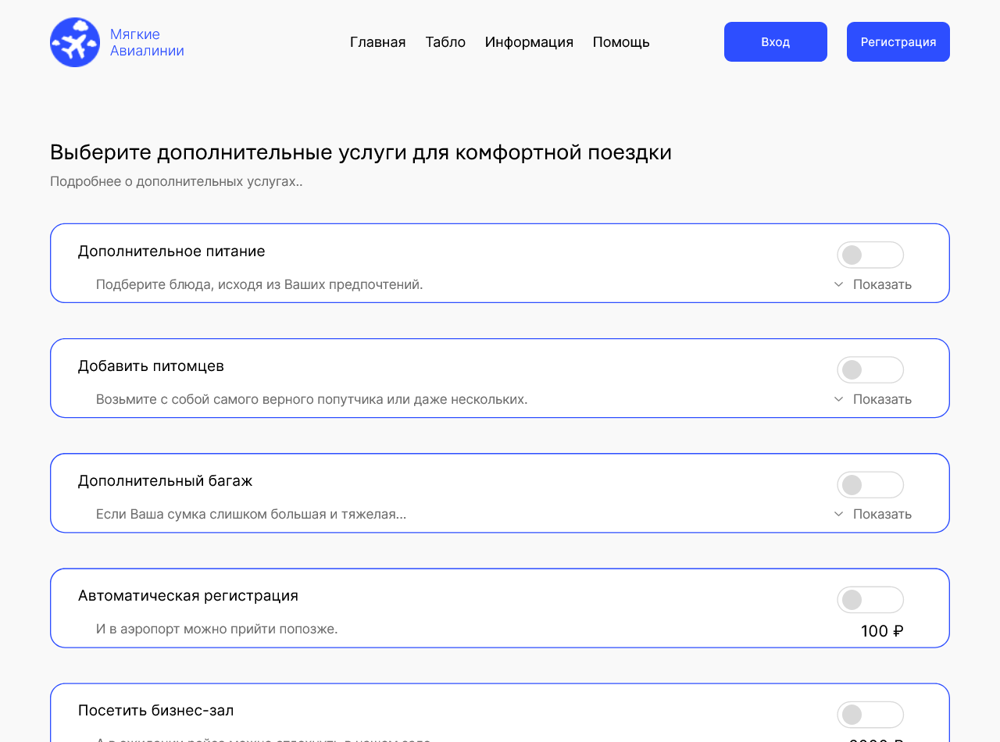 Мягкие
Авиалинии
Главная Табло Информация Помощь
Вход
Регистрация
Выберите дополнительные услуги для комфортной поездки
Подробнее о дополнительных услугах..
Дополнительное питание
Подберите блюда, исходя из Ваших предпочтений.
Показать
Добавить питомцев
Возьмите с собой самого верного попутчика или даже нескольких.
Показать
Дополнительный багаж
Если Ваша сумка слишком большая и тяжелая...
Показать
Автоматическая регистрация
И в аэропорт можно прийти попозже.
100 ₽
Посетить бизнес-зал